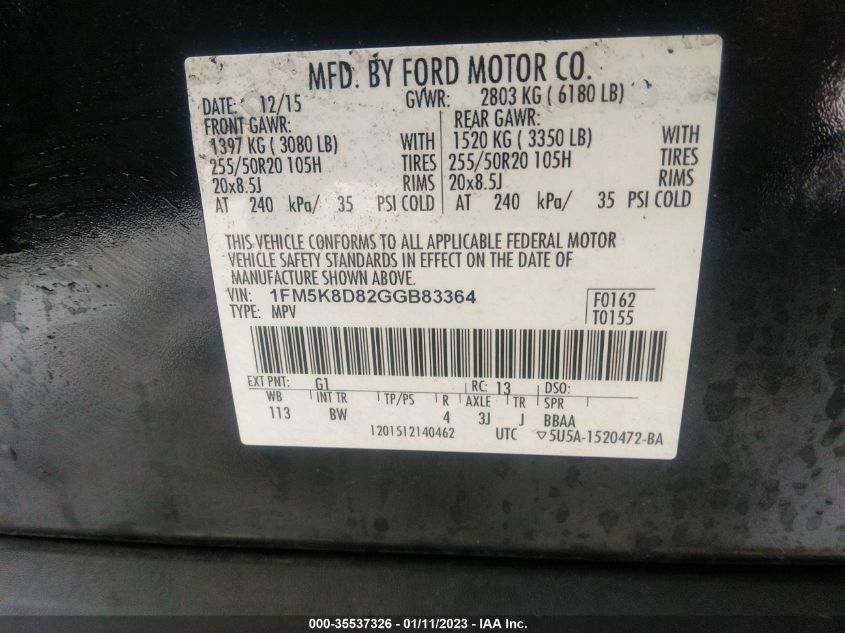 MFD. BY FORD MOTOR CO.
DATE: 12/15 GVWR: 2803 KG ( 6180 LB)
FRONT GAWR: REAR GAWR:
1397 KG ( 3080 LB) WITH 1520 KG ( 3350 LB) WITH
255/50R20 105H TIRES 255/50R20 105H TIRES
20x8.5J RIMS 20x8.5J RIMS
AT 240 kPa/ 35 PSI COLD AT 240 kPa/ 35 PSI COLD
THIS VEHICLE CONFORMS TO ALL APPLICABLE FEDERAL MOTOR
VEHICLE SAFETY STANDARDS IN EFFECT ON THE DATE OF
MANUFACTURE SHOWN ABOVE.
VIN: 1FM5K8D82GGB83364 F0162
TYPE: MPV T0155
EXT PNT: G1 RC: 13 DSO:
WB INT TR TP/PS R AXLE TR SPR
113 BW 4 3J J BBAA
1201512140462 UTC ▽5U5A-1520472-BA
000-35537326 - 01/11/2023 - IAA Inc.